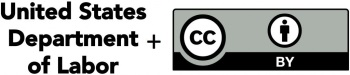 United States
Department +
of Labor
CC
BY